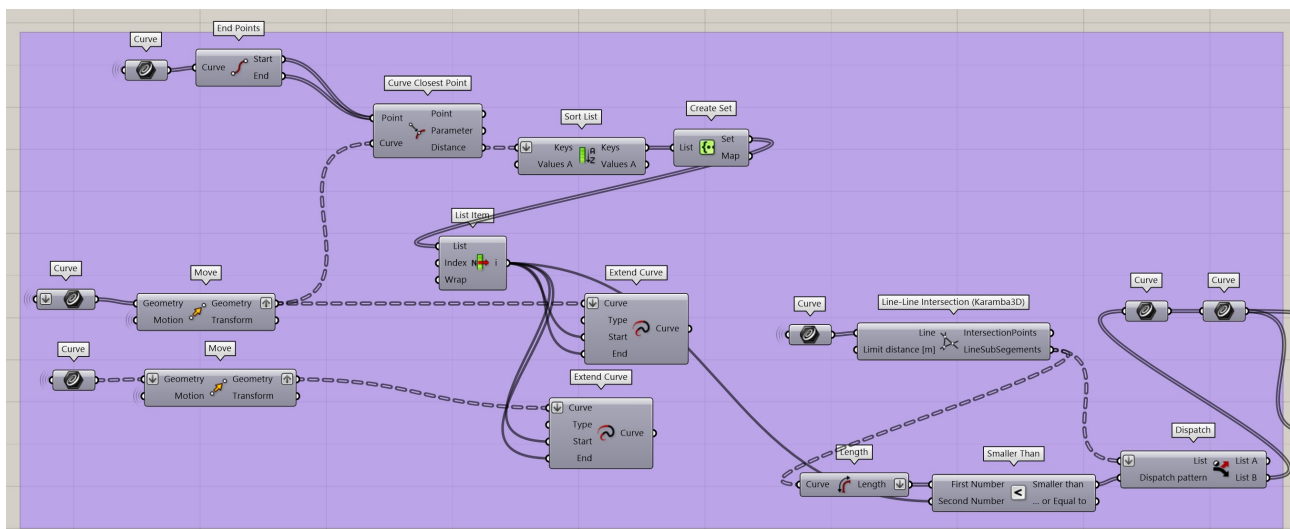 End Points
Curve
Curve
Start
End
Curve Closest Point
Point
Curve
Point
Parameter
Distance
Sort List
Keys
Values A
Keys
Values A
Create Set
List
Set
Map
List Item
List
Index
Wrap
N
i
Curve
Move
Geometry
Motion
Geometry
Transform
Curve
Move
Geometry
Motion
Geometry
Transform
Extend Curve
Curve
Type
Start
End
Curve
Extend Curve
Curve
Type
Start
End
Curve
Curve
Line-Line Intersection (Karamba3D)
Line
Limit distance [m]
IntersectionPoints
LineSubSegements
Curve
Curve
Length
Curve
Length
Smaller Than
First Number
Second Number
<
Smaller than
... or Equal to
Dispatch
List
Dispatch pattern
List A
List B